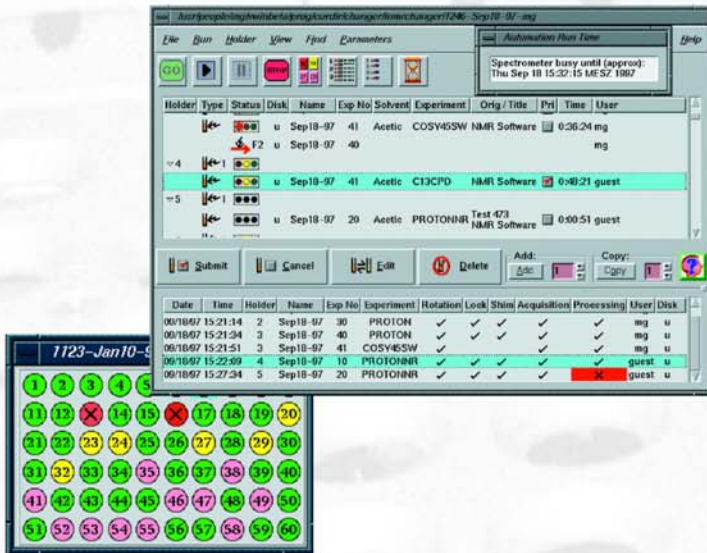 File Run Holder View Find Parameters Help
Automation Run Time
Spectrometer busy until (approx):
Thu Sep 18 15:32:15 MESZ 1997
GO STOP
Holder Type Status Disk Name Exp No Solvent Experiment Orig / Title Pri Time User
u Sep18-97 41 Acetic COSY45SW NMR Software 0:36:24 mg
F2 u Sep18-97 40 mg
4 1
u Sep18-97 41 Acetic C13CPD NMR Software 0:48:21 guest
5 1
Test 473
u Sep18-97 20 Acetic PROTONNR NMR Software 0:00:51 guest
Submit Cancel Edit Delete Add: Add 1 Copy: Copy 1 ?
Date Time Holder Name Exp No Experiment Rotation Lock Shim Acquisition Processing User Disk
09/18/97 15:21:14 2 Sep18-97 30 PROTON ✓ ✓ ✓ ✓ ✓ mg u
09/18/97 15:21:34 3 Sep18-97 40 PROTON ✓ ✓ ✓ ✓ ✓ mg u
09/18/97 15:21:51 3 Sep18-97 41 COSY45SW ✓ ✓ ✓ mg u
09/18/97 15:22:09 4 Sep18-97 10 PROTONNR ✓ ✓ ✓ ✓ ✓ guest u
09/18/97 15:27:34 5 Sep18-97 20 PROTONNR ✓ ✓ ✓ ✓ X guest u
1123-Jan10-9
1 2 3 4 5
11 12 X 14 15 X 17 18 19 20
21 22 23 24 25 26 27 28 29 30
31 32 33 34 35 36 37 38 39 40
41 42 43 44 45 46 47 48 49 50
51 52 53 54 55 56 57 58 59 60